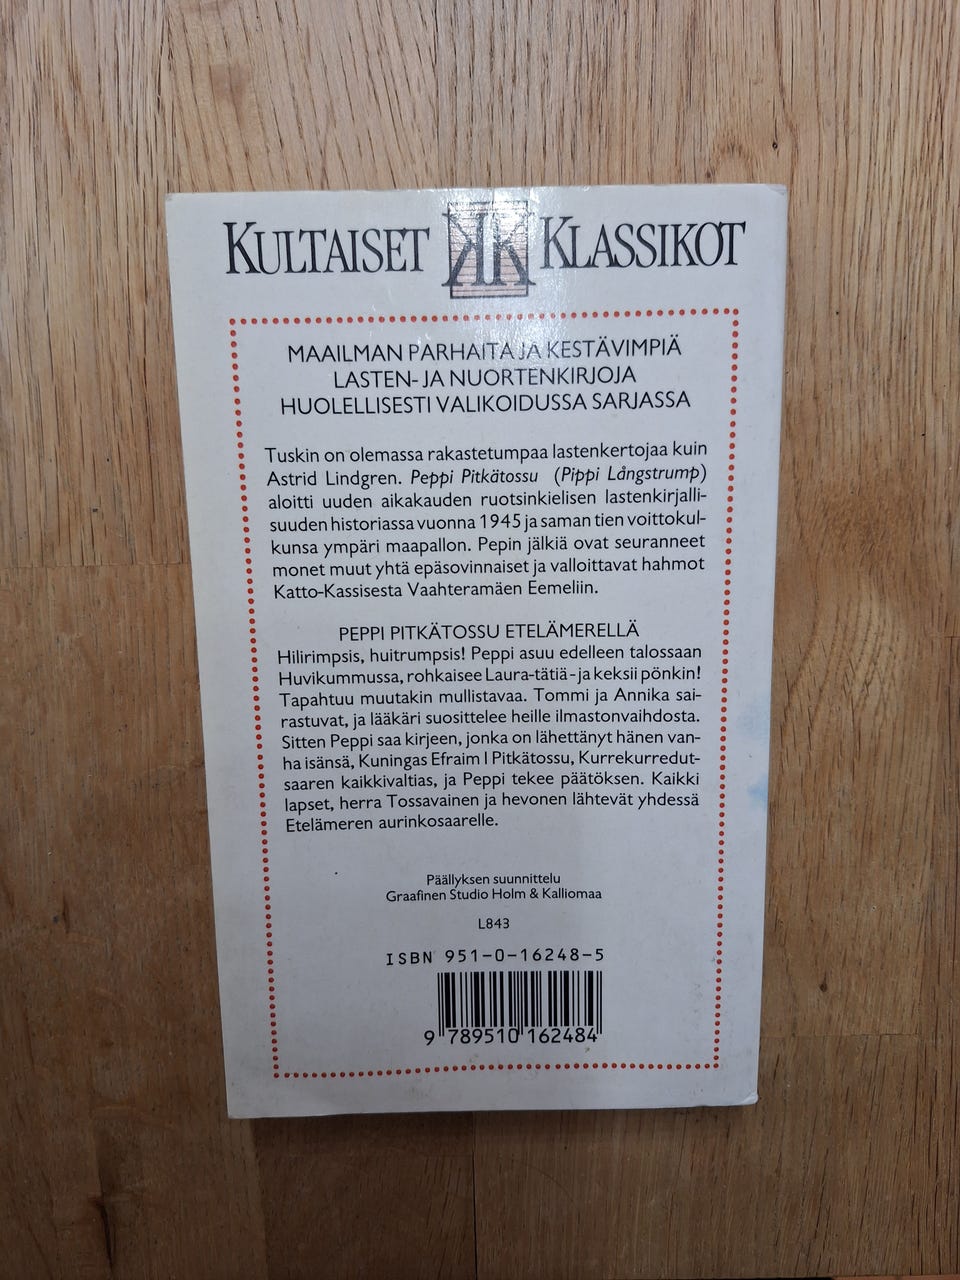 KULTAISET KK KLASSIKOT
MAAILMAN PARHAITA JA KESTÄVIMPIÄ
LASTEN- JA NUORTENKIRJOJA
HUOLELLISESTI VALIKOIDUSSA SARJASSA
Tuskin on olemassa rakastetumpaa lastenkertojaa kuin
Astrid Lindgren. Peppi Pitkätossu (Pippi Långstrump)
aloitti uuden aikakauden ruotsinkielisen lastenkirjalli-
suuden historiassa vuonna 1945 ja saman tien voittokul-
kunsa ympäri maapallon. Pepin jälkiä ovat seuranneet
monet muut yhtä epäsovinnaiset ja valloittavat hahmot
Katto-Kassisesta Vaahteramäen Eemeliin.
PEPPI PITKÄTOSSU ETELÄMERELLÄ
Hilirimpsis, huitrumpsis! Peppi asuu edelleen talossaan
Huvikummussa, rohkaisee Laura-tätiä - ja keksii pönkin!
Tapahtuu muutakin mullistavaa. Tommi ja Annika sai-
rastuvat, ja lääkäri suosittelee heille ilmastonvaihdosta.
Sitten Peppi saa kirjeen, jonka on lähettänyt hänen van-
ha isänsä, Kuningas Efraim I Pitkätossu, Kurrekurredut-
saaren kaikkivaltias, ja Peppi tekee päätöksen. Kaikki
lapset, herra Tossavainen ja hevonen lähtevät yhdessä
Etelämeren aurinkosaarelle.
Päällyksen suunnittelu
Graafinen Studio Holm & Kalliomaa
L843
ISBN 951-0-16248-5
9 789510 162484